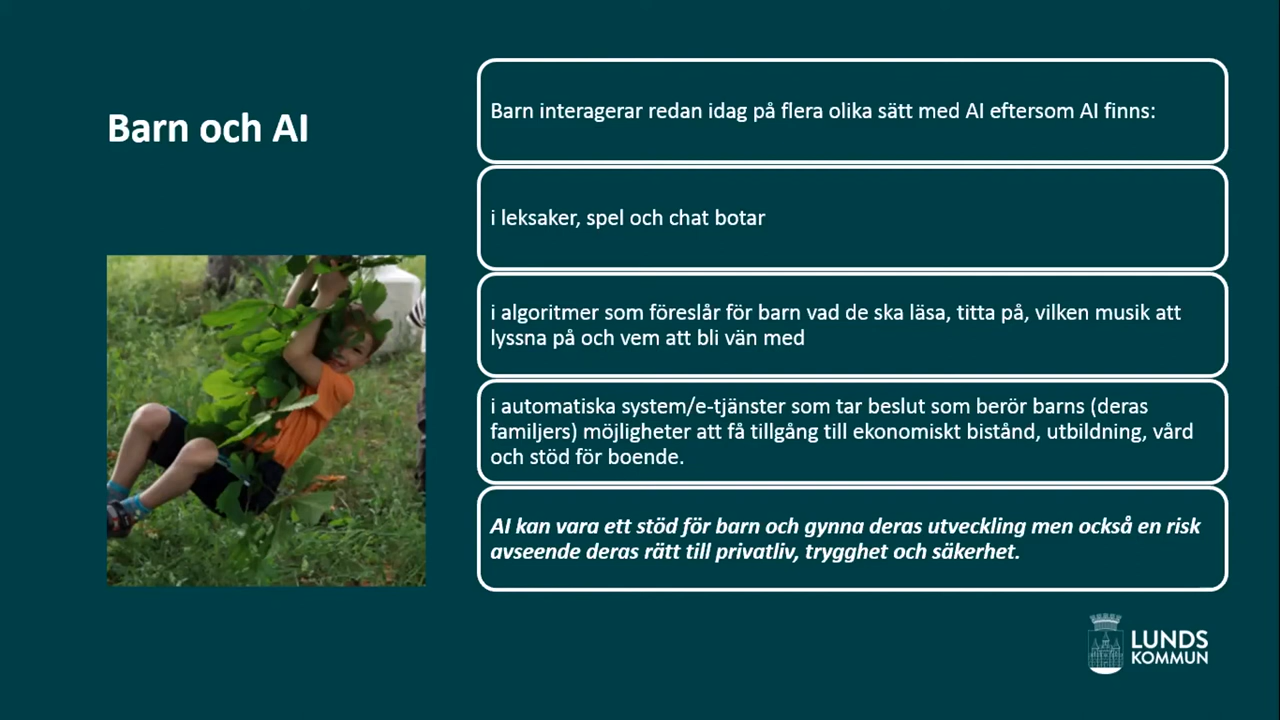 Barn och AI
Barn interagerar redan idag på flera olika sätt med AI eftersom AI finns:
i leksaker, spel och chat botar
i algoritmer som föreslår för barn vad de ska läsa, titta på, vilken musik att
lyssna på och vem att bli vän med
i automatiska system/e-tjänster som tar beslut som berör barns (deras
familjers) möjligheter att få tillgång till ekonomiskt bistånd, utbildning, vård
och stöd för boende.
AI kan vara ett stöd för barn och gynna deras utveckling men också en risk
avseende deras rätt till privatliv, trygghet och säkerhet.
LUNDS
KOMMUN